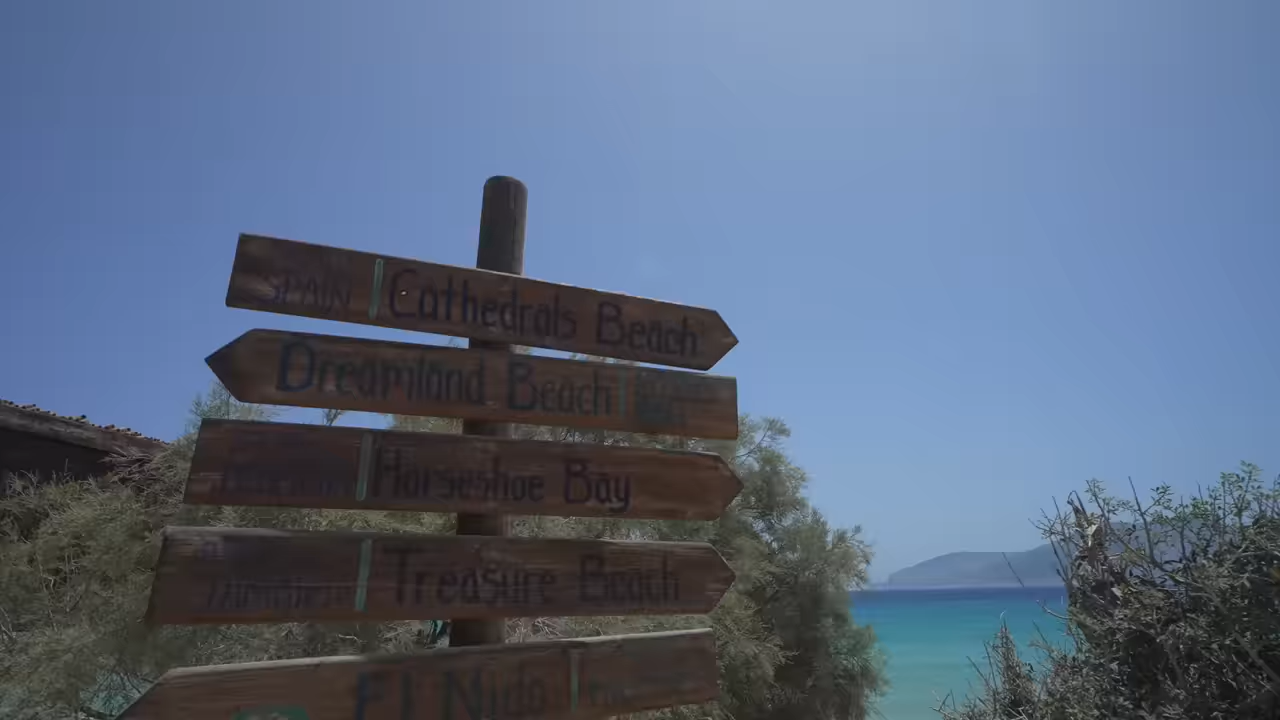 SPAIN | Cathedrals Beach
Dreamland Beach |
| Horseshoe Bay
| Treasure Beach
El Nido |